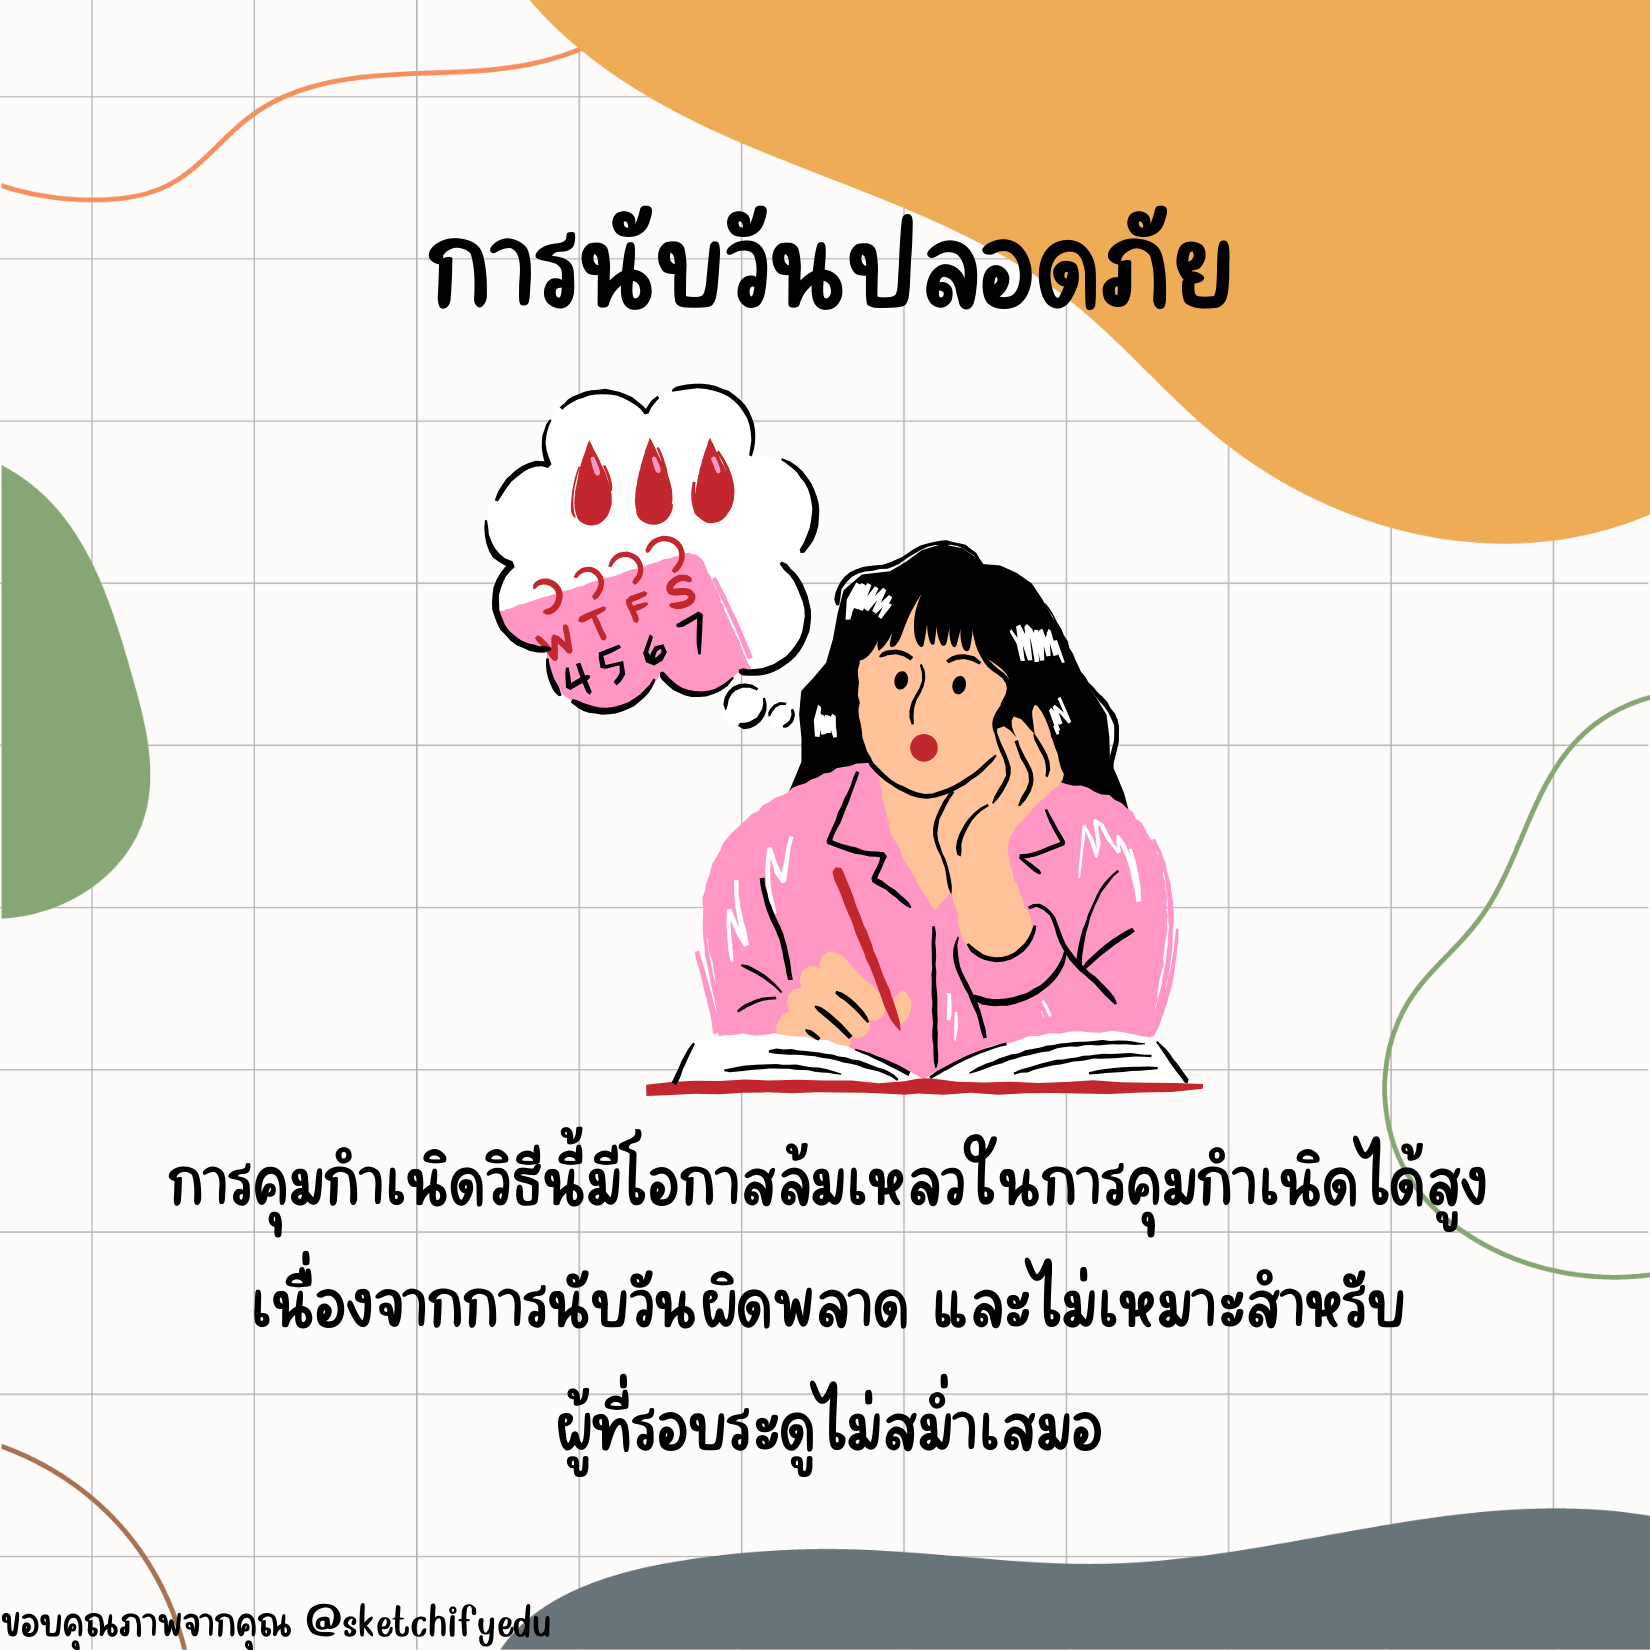 การนับวันปลอดภัย
W T F S
4 5 6 7
การคุมกำเนิดวิธีนี้มีโอกาสล้มเหลวในการคุมกำเนิดได้สูง
เนื่องจากการนับวันผิดพลาด และไม่เหมาะสำหรับ
ผู้ที่รอบระดูไม่สม่ำเสมอ
ขอบคุณภาพจากคุณ @sketchifyedu